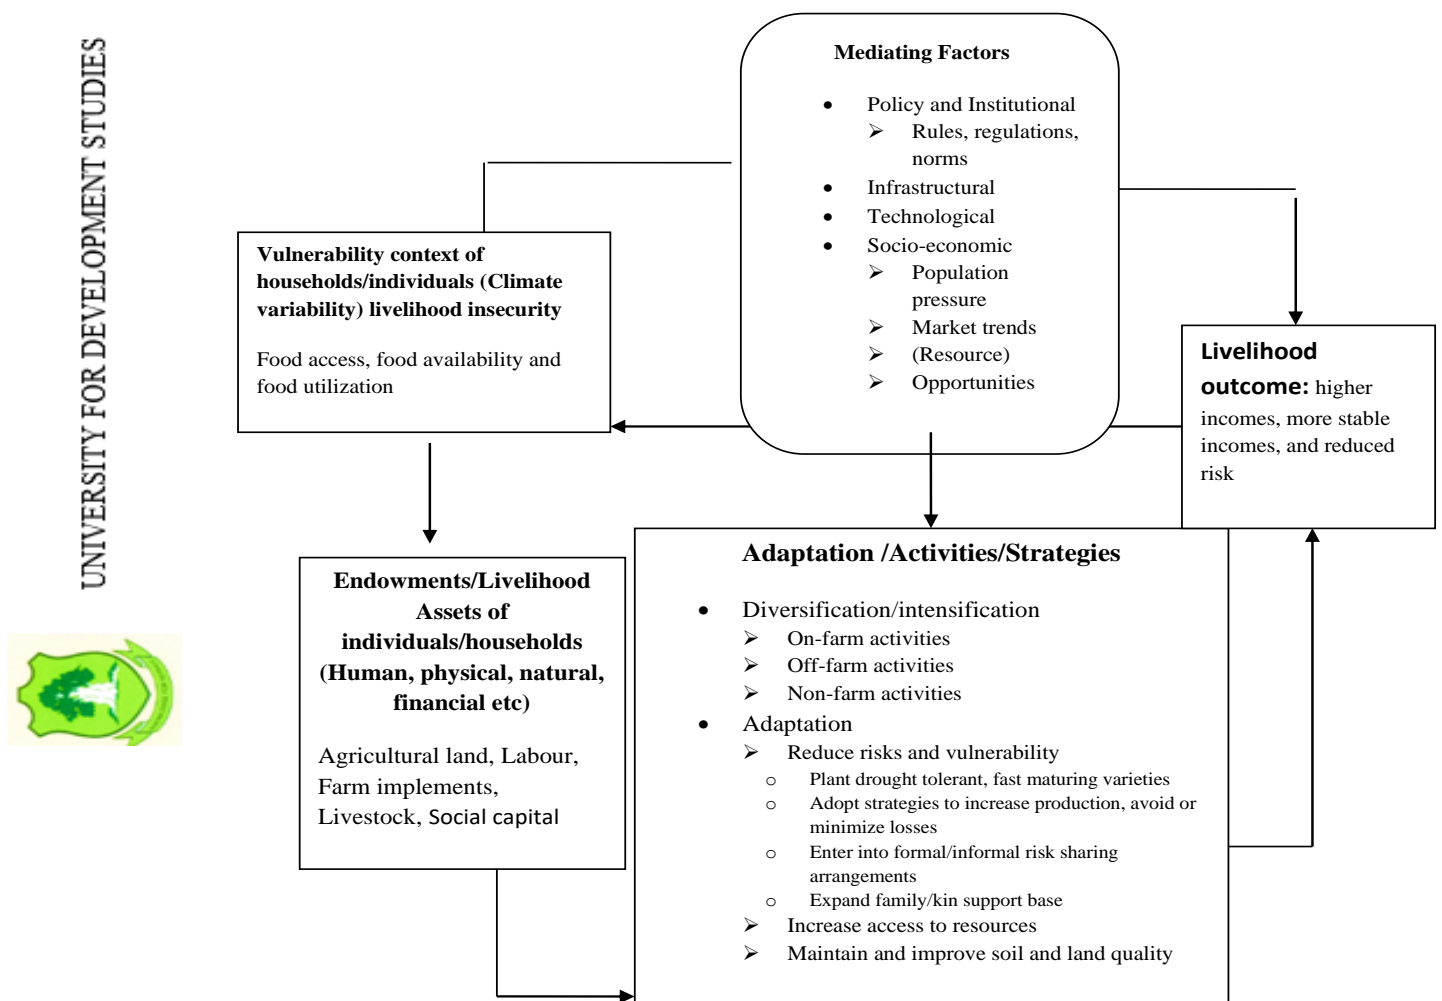 UNIVERSITY FOR DEVELOPMENT STUDIES
Mediating Factors
• Policy and Institutional
➢ Rules, regulations,
norms
• Infrastructural
• Technological
• Socio-economic
➢ Population
pressure
➢ Market trends
➢ (Resource)
➢ Opportunities
Vulnerability context of
households/individuals (Climate
variability) livelihood insecurity
Food access, food availability and
food utilization
Livelihood
outcome: higher
incomes, more stable
incomes, and reduced
risk
Endowments/Livelihood
Assets of
individuals/households
(Human, physical, natural,
financial etc)
Agricultural land, Labour,
Farm implements,
Livestock, Social capital
Adaptation /Activities/Strategies
• Diversification/intensification
➢ On-farm activities
➢ Off-farm activities
➢ Non-farm activities
• Adaptation
➢ Reduce risks and vulnerability
o Plant drought tolerant, fast maturing varieties
o Adopt strategies to increase production, avoid or
minimize losses
o Enter into formal/informal risk sharing
arrangements
o Expand family/kin support base
➢ Increase access to resources
➢ Maintain and improve soil and land quality